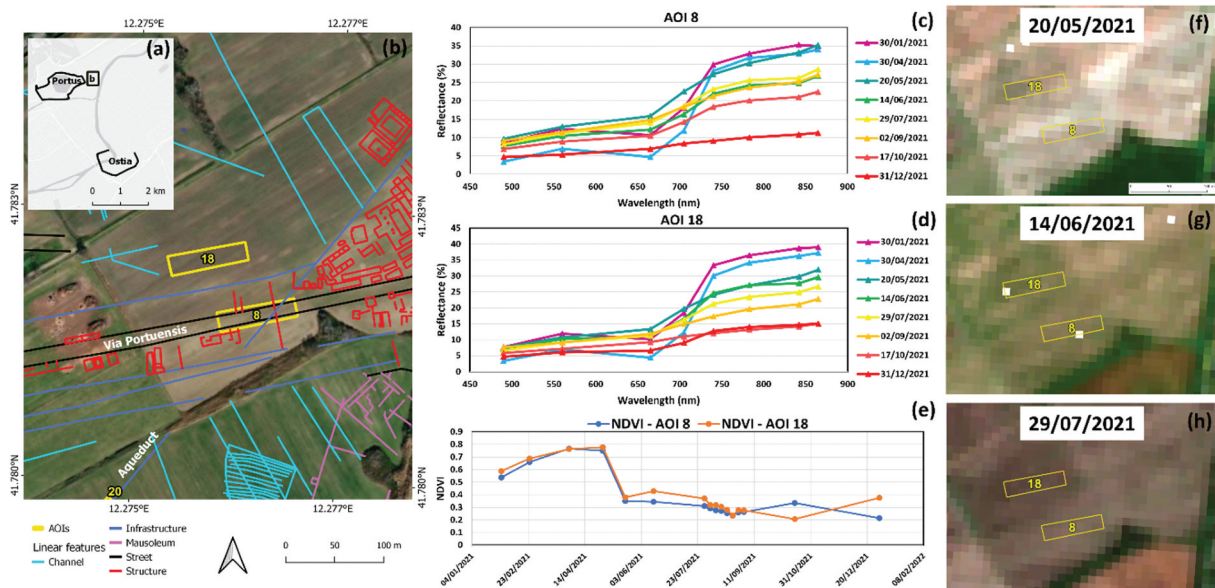 12.275°E
12.277°E
(a)
(b)
Portus
b
Ostia
0 1 2 km
41.783°N
41.783°N
18
8
Via Portuensis
Aqueduct
20
41.780°N
41.780°N
12.275°E
12.277°E
AOIs
Linear features
Channel
Infrastructure
Mausoleum
Street
Structure
0 50 100 m
AOI 8
(c)
Reflectance (%)
40
35
30
25
20
15
10
5
0
450 500 550 600 650 700 750 800 850 900
Wavelength (nm)
30/01/2021
30/04/2021
20/05/2021
14/06/2021
29/07/2021
02/09/2021
17/10/2021
31/12/2021
AOI 18
(d)
Reflectance (%)
45
40
35
30
25
20
15
10
5
0
450 500 550 600 650 700 750 800 850 900
Wavelength (nm)
30/01/2021
30/04/2021
20/05/2021
14/06/2021
29/07/2021
02/09/2021
17/10/2021
31/12/2021
(e)
NDVI - AOI 8
NDVI - AOI 18
NDVI
0.9
0.8
0.7
0.6
0.5
0.4
0.3
0.2
0.1
0
04/01/2021
23/02/2021
14/04/2021
03/06/2021
23/07/2021
11/09/2021
31/10/2021
20/12/2021
08/02/2022
20/05/2021
(f)
18
8
14/06/2021
(g)
18
8
29/07/2021
(h)
18
8